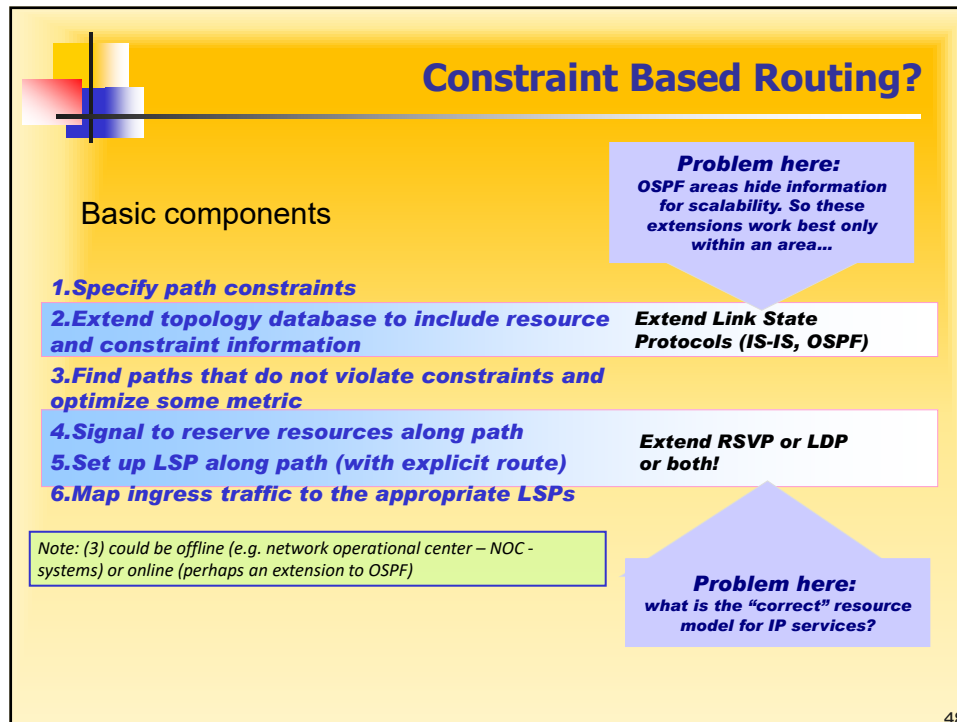 Constraint Based Routing?
Problem here:
OSPF areas hide information
for scalability. So these
extensions work best only
within an area...
Basic components
1.Specify path constraints
2.Extend topology database to include resource
and constraint information
Extend Link State
Protocols (IS-IS, OSPF)
3.Find paths that do not violate constraints and
optimize some metric
4.Signal to reserve resources along path
5.Set up LSP along path (with explicit route)
Extend RSVP or LDP
or both!
6.Map ingress traffic to the appropriate LSPs
Note: (3) could be offline (e.g. network operational center – NOC -
systems) or online (perhaps an extension to OSPF)
Problem here:
what is the “correct” resource
model for IP services?